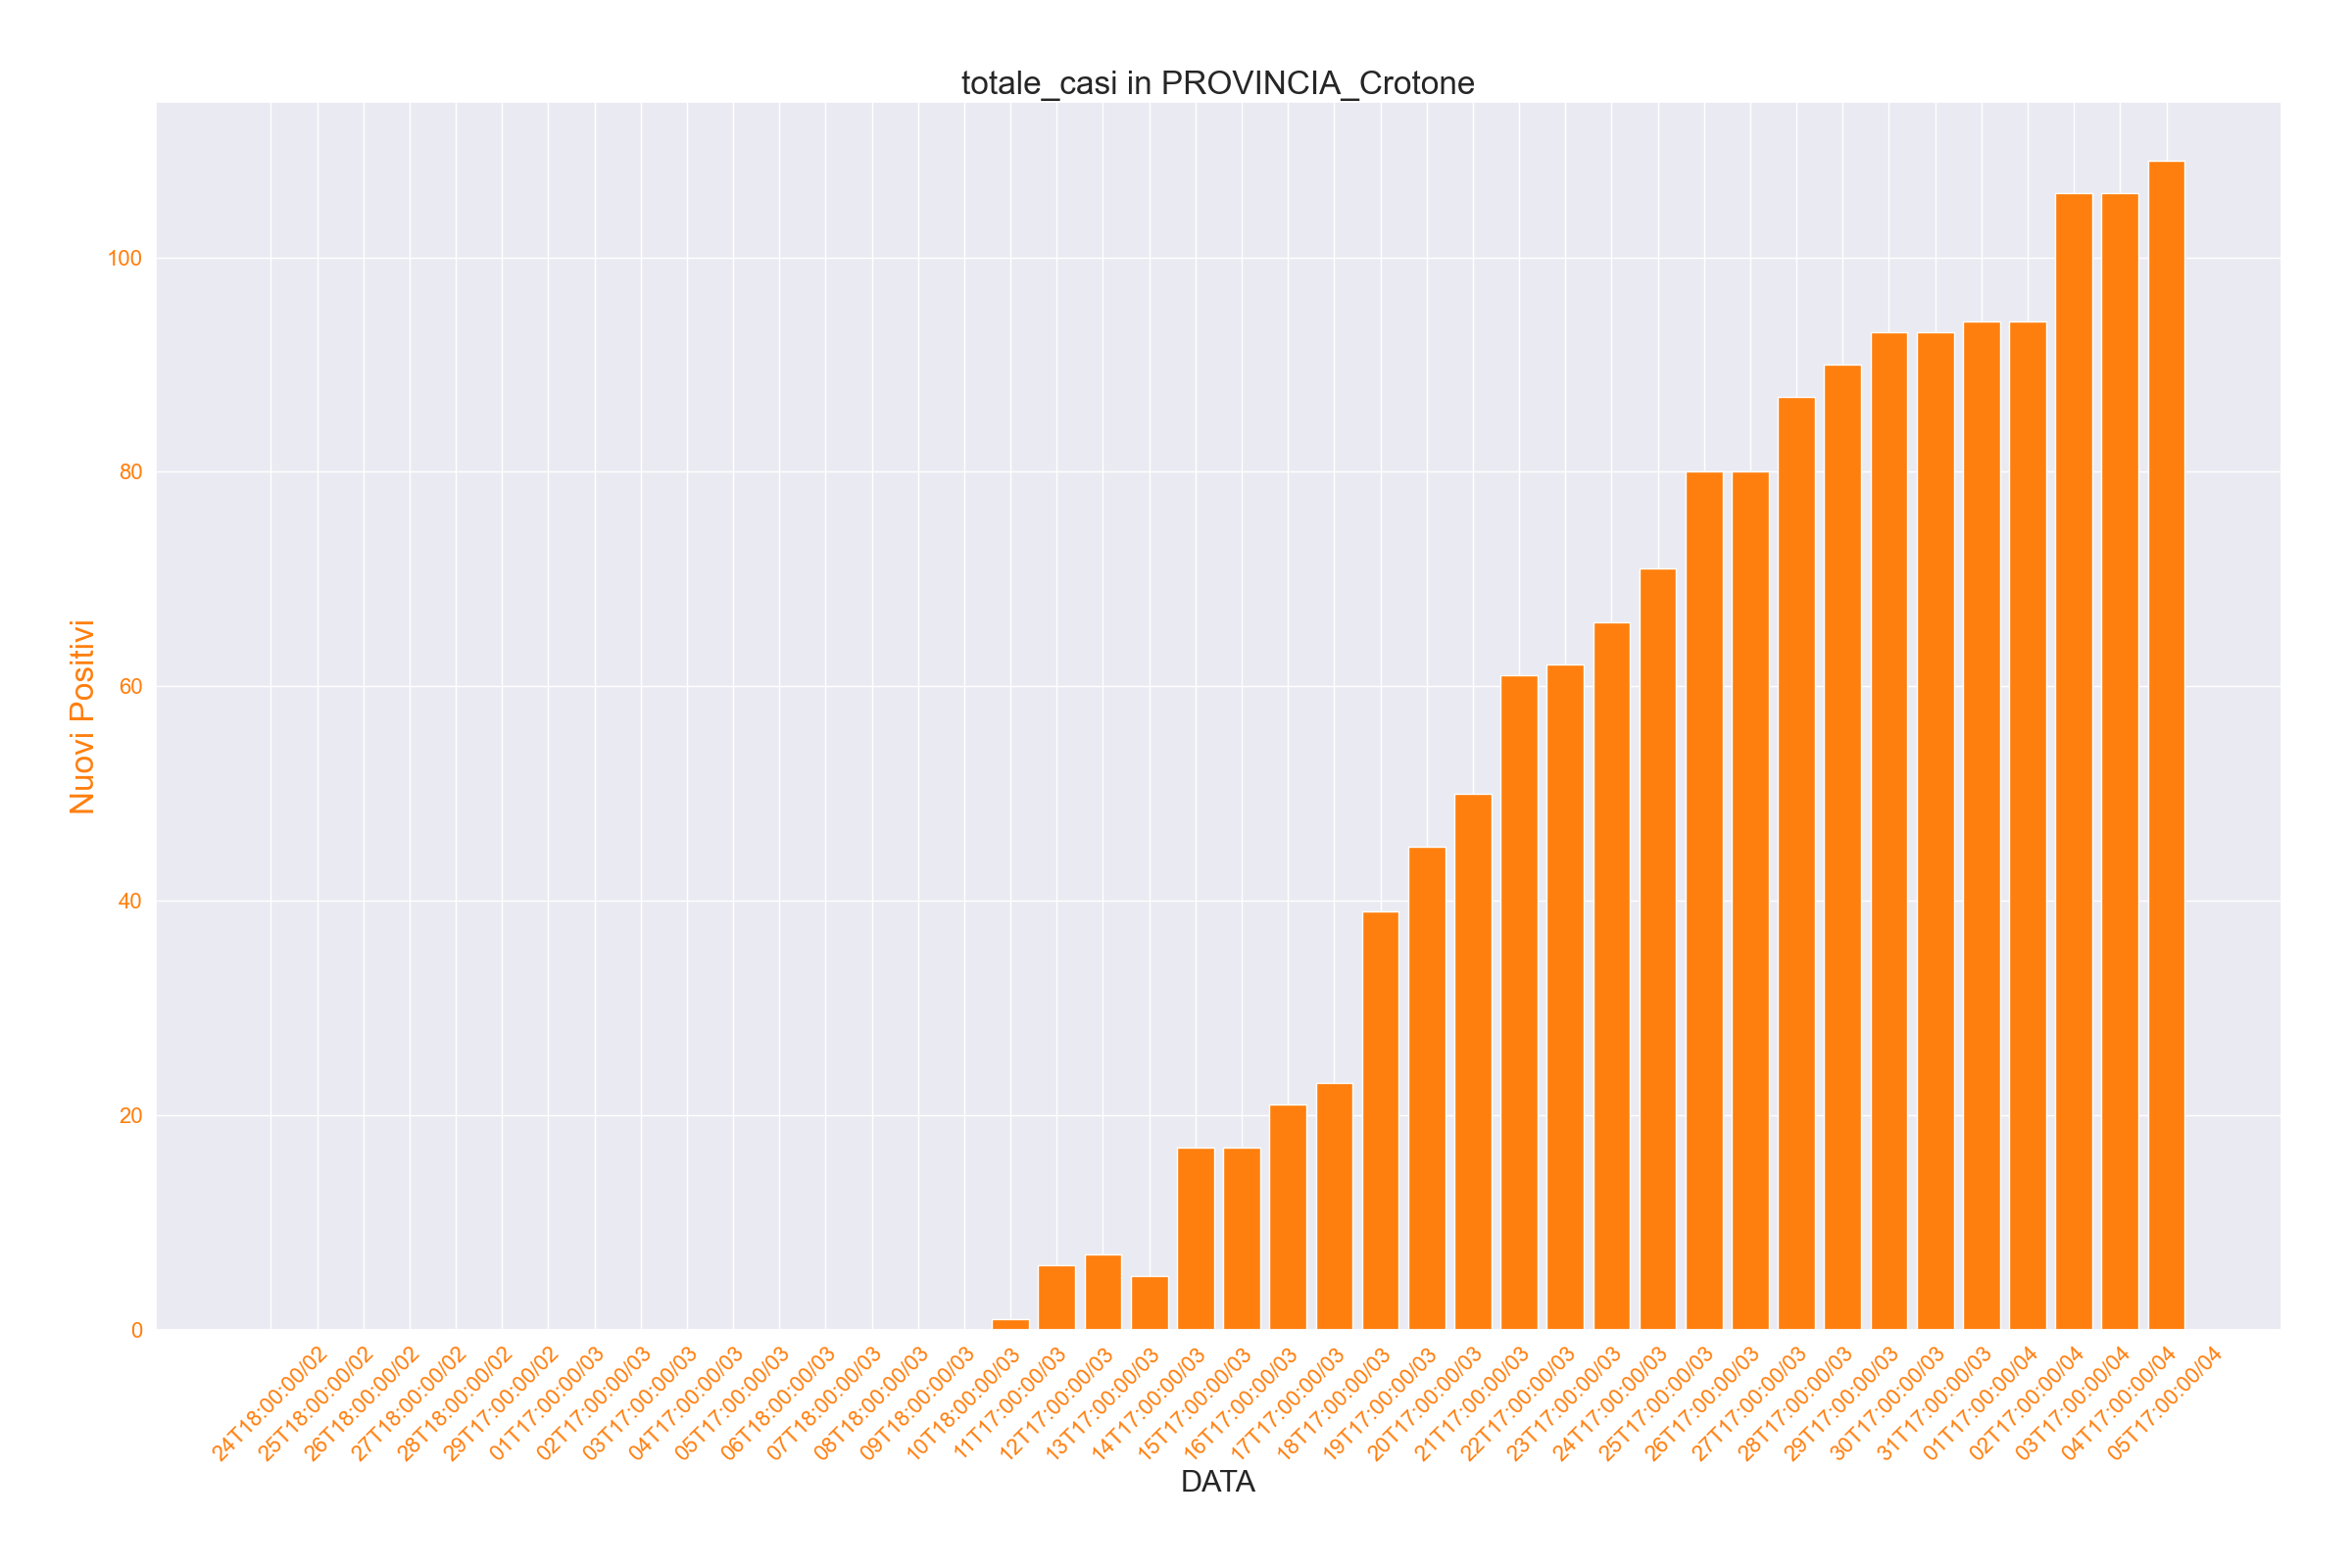 totale_casi in PROVINCIA_Crotone
Nuovi Positivi
100
80
60
40
20
0
24T18:00:00/02
25T18:00:00/02
26T18:00:00/02
27T18:00:00/02
28T18:00:00/02
29T17:00:00/02
01T17:00:00/03
02T17:00:00/03
03T17:00:00/03
04T17:00:00/03
05T17:00:00/03
06T18:00:00/03
07T18:00:00/03
08T18:00:00/03
09T18:00:00/03
10T18:00:00/03
11T17:00:00/03
12T17:00:00/03
13T17:00:00/03
14T17:00:00/03
15T17:00:00/03
16T17:00:00/03
17T17:00:00/03
18T17:00:00/03
19T17:00:00/03
20T17:00:00/03
21T17:00:00/03
22T17:00:00/03
23T17:00:00/03
24T17:00:00/03
25T17:00:00/03
26T17:00:00/03
27T17:00:00/03
28T17:00:00/03
29T17:00:00/03
30T17:00:00/03
31T17:00:00/03
01T17:00:00/04
02T17:00:00/04
03T17:00:00/04
04T17:00:00/04
05T17:00:00/04
DATA